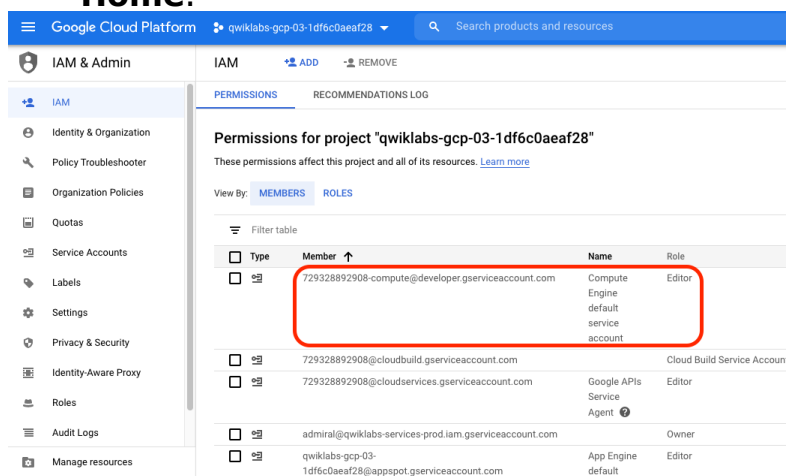 Home.
Google Cloud Platform qwiklabs-gcp-03-1df6c0aeaf28 Search products and resources
IAM & Admin IAM ADD REMOVE
PERMISSIONS RECOMMENDATIONS LOG
IAM
Identity & Organization
Policy Troubleshooter
Organization Policies
Quotas
Service Accounts
Labels
Settings
Privacy & Security
Identity-Aware Proxy
Roles
Audit Logs
Manage resources
Permissions for project "qwiklabs-gcp-03-1df6c0aeaf28"
These permissions affect this project and all of its resources. Learn more
View By: MEMBERS ROLES
Filter table
Type Member Name Role
729328892908-compute@developer.gserviceaccount.com Compute Editor
Engine
default
service
account
729328892908@cloudbuild.gserviceaccount.com Cloud Build Service Accoun
729328892908@cloudservices.gserviceaccount.com Google APIs Editor
Service
Agent ?
admiral@qwiklabs-services-prod.iam.gserviceaccount.com Owner
qwiklabs-gcp-03- App Engine Editor
1df6c0aeaf28@appspot.gserviceaccount.com default